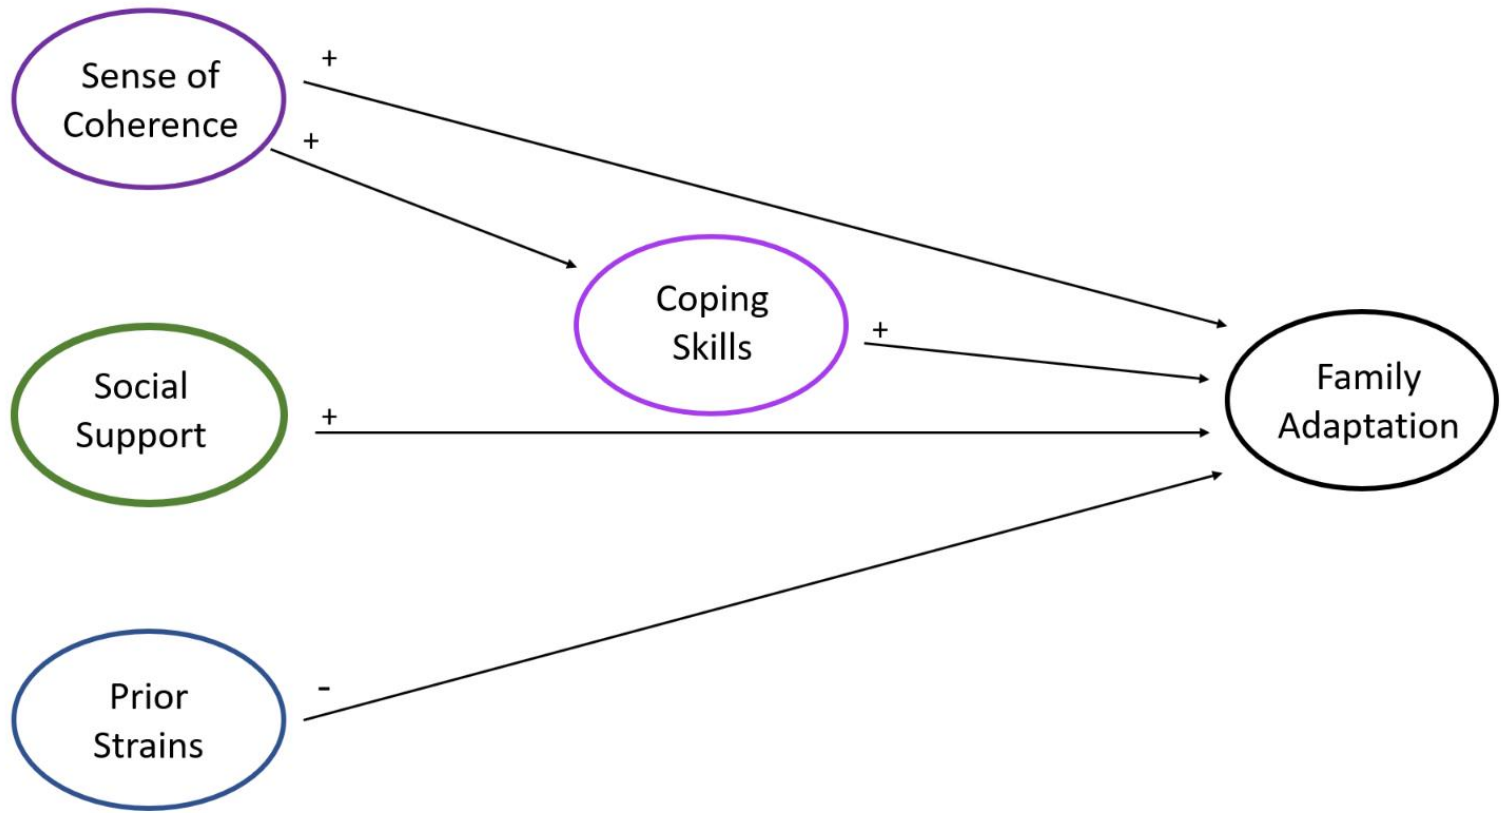 Sense of
Coherence
+
+
Coping
Skills
+
Social
Support
+
Family
Adaptation
Prior
Strains
-